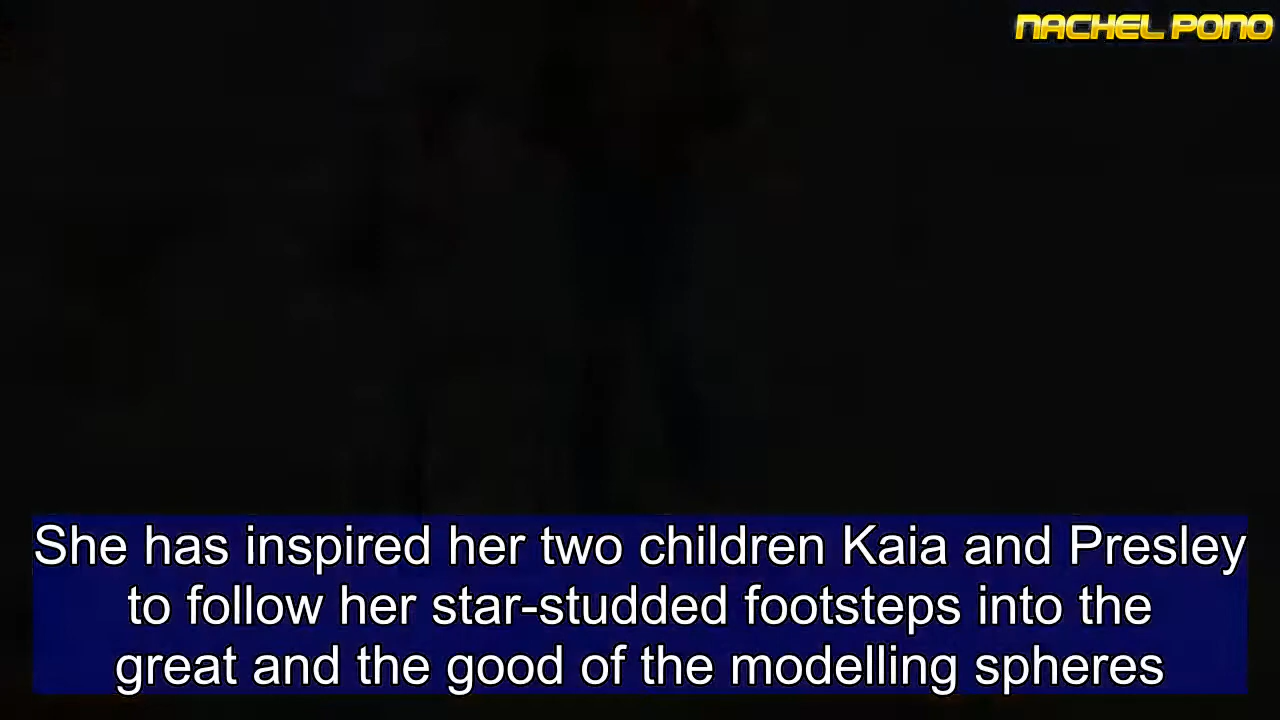 NACHEL PONO
She has inspired her two children Kaia and Presley
to follow her star-studded footsteps into the
great and the good of the modelling spheres